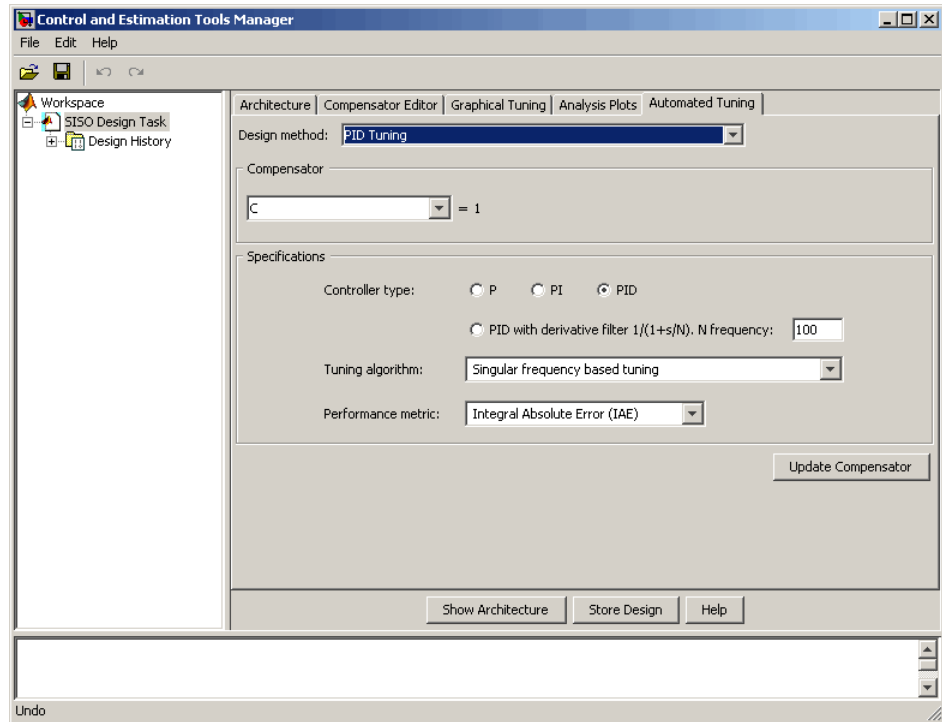 Control and Estimation Tools Manager
File Edit Help
Workspace
SISO Design Task
Design History
Architecture Compensator Editor Graphical Tuning Analysis Plots Automated Tuning
Design method: PID Tuning
Compensator
C = 1
Specifications
Controller type: P PI PID
PID with derivative filter 1/(1+s/N). N frequency: 100
Tuning algorithm: Singular frequency based tuning
Performance metric: Integral Absolute Error (IAE)
Update Compensator
Show Architecture Store Design Help
Undo